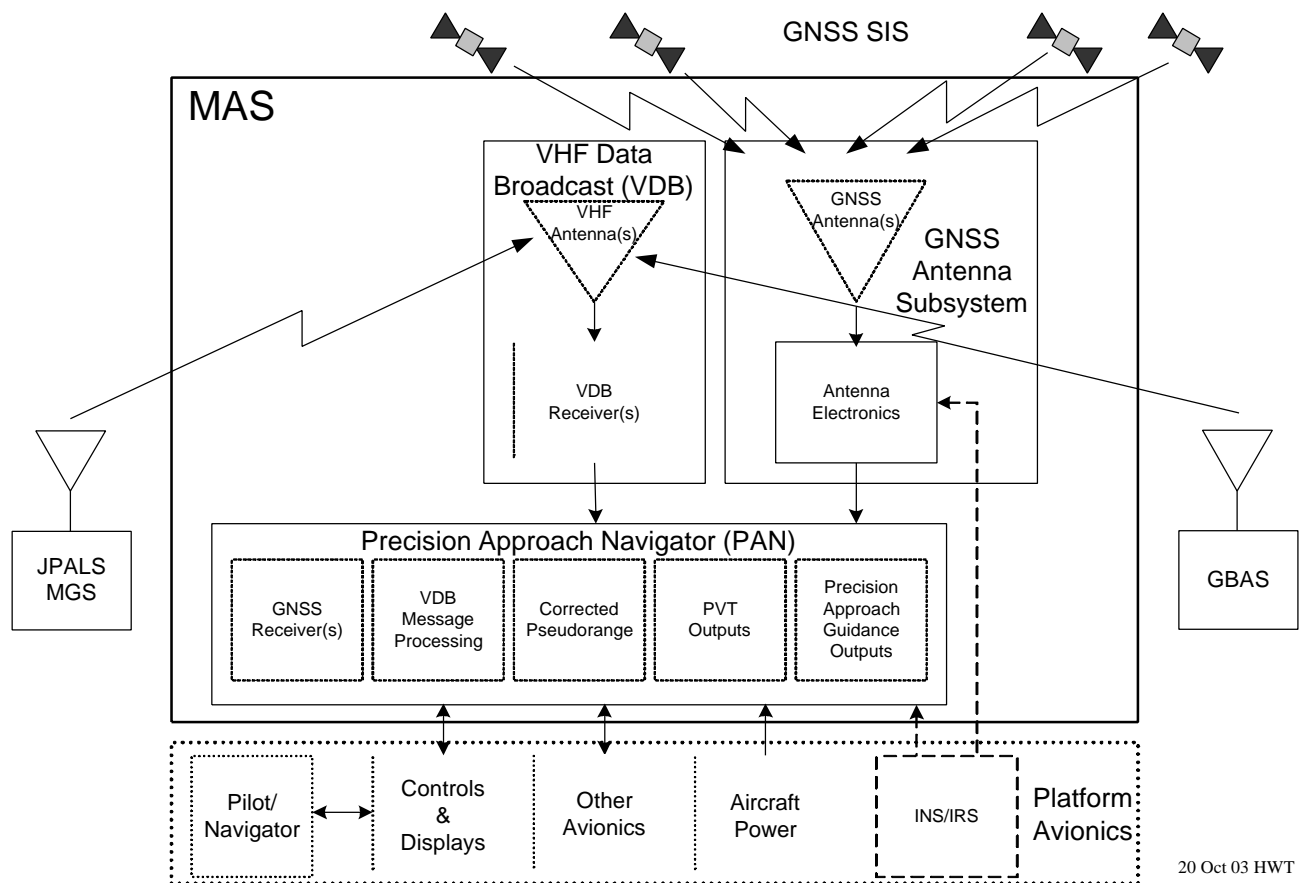 GNSS SIS
MAS
VHF Data
Broadcast (VDB)
VHF
Antenna(s)
GNSS
Antenna(s)
GNSS
Antenna
Subsystem
VDB
Receiver(s)
Antenna
Electronics
JPALS
MGS
GBAS
Precision Approach Navigator (PAN)
GNSS
Receiver(s)
VDB
Message
Processing
Corrected
Pseudorange
PVT
Outputs
Precision
Approach
Guidance
Outputs
Pilot/
Navigator
Controls
&
Displays
Other
Avionics
Aircraft
Power
INS/IRS
Platform
Avionics
20 Oct 03 HWT